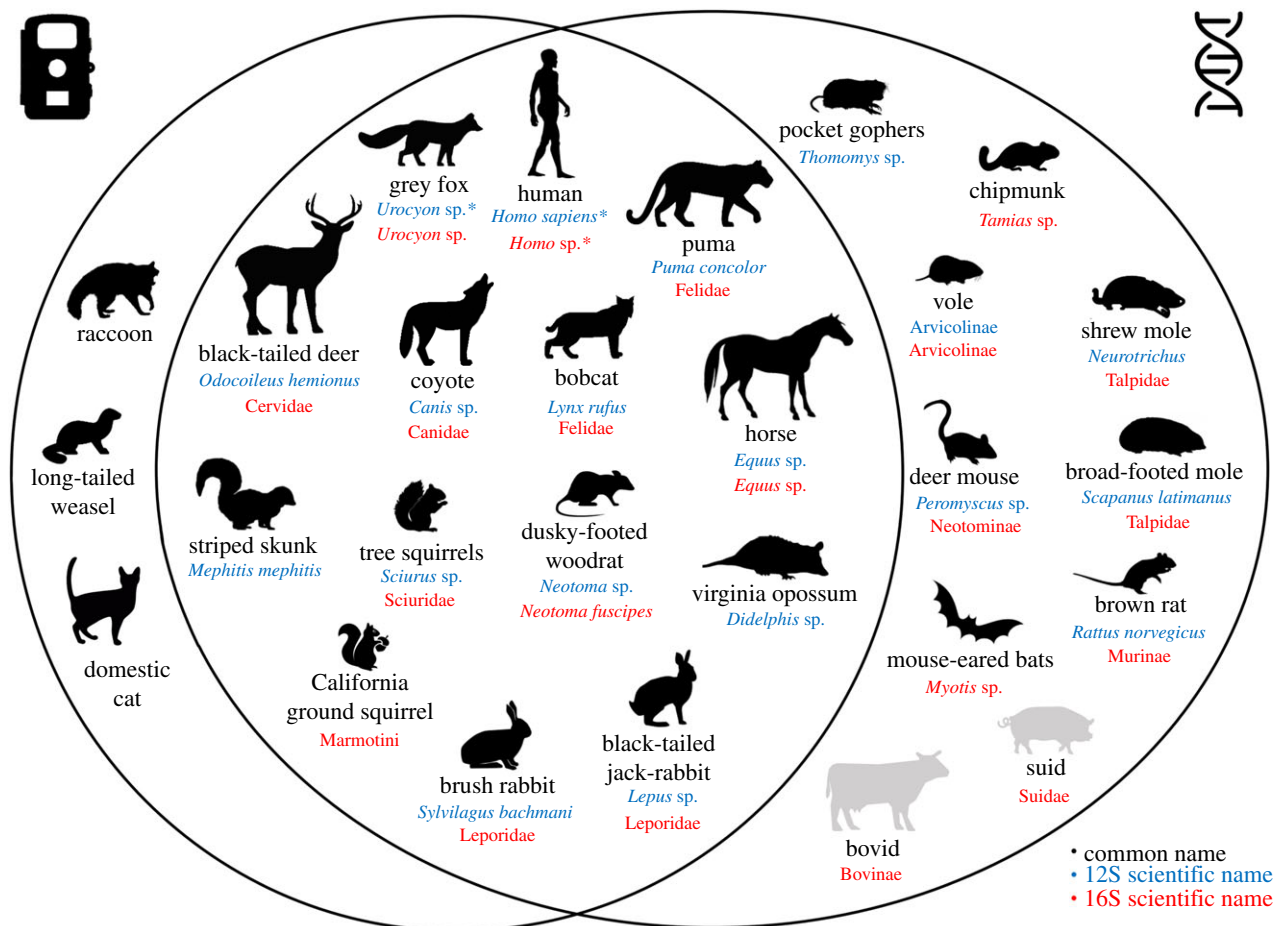 grey fox
Urocyon sp.*
Urocyon sp.
human
Homo sapiens*
Homo sp.*
puma
Puma concolor
Felidae
pocket gophers
Thomomys sp.
chipmunk
Tamias sp.
raccoon
black-tailed deer
Odocoileus hemionus
Cervidae
coyote
Canis sp.
Canidae
bobcat
Lynx rufus
Felidae
horse
Equus sp.
Equus sp.
vole
Arvicolinae
Arvicolinae
shrew mole
Neurotrichus
Talpidae
long-tailed
weasel
striped skunk
Mephitis mephitis
tree squirrels
Sciurus sp.
Sciuridae
dusky-footed
woodrat
Neotoma sp.
Neotoma fuscipes
virginia opossum
Didelphis sp.
deer mouse
Peromyscus sp.
Neotominae
broad-footed mole
Scapanus latimanus
Talpidae
domestic
cat
California
ground squirrel
Marmotini
brush rabbit
Sylvilagus bachmani
Leporidae
black-tailed
jack-rabbit
Lepus sp.
Leporidae
mouse-eared bats
Myotis sp.
brown rat
Rattus norvegicus
Murinae
bovid
Bovinae
suid
Suidae
• common name
• 12S scientific name
• 16S scientific name